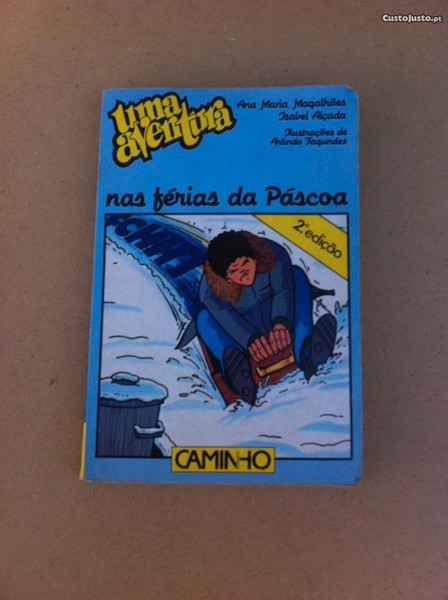 CustoJusto.pt
uma
aventura
Ana Maria Magalhães
Isabel Alçada
Ilustrações de
Arlindo Fagundes
nas férias da Páscoa
2.ª edição
CAMINHO